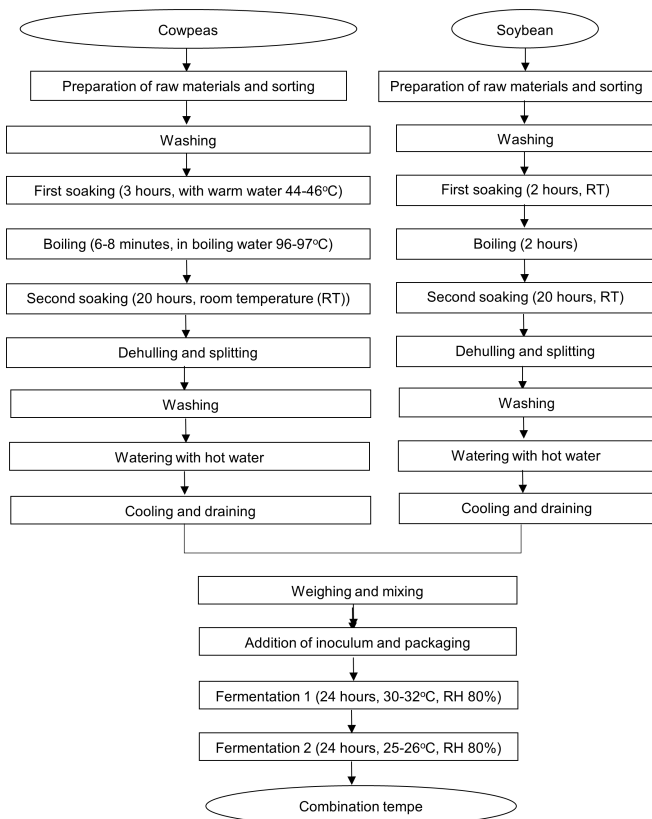 Cowpeas
Preparation of raw materials and sorting
Washing
First soaking (3 hours, with warm water 44-46°C)
Boiling (6-8 minutes, in boiling water 96-97°C)
Second soaking (20 hours, room temperature (RT))
Dehulling and splitting
Washing
Watering with hot water
Cooling and draining
Soybean
Preparation of raw materials and sorting
Washing
First soaking (2 hours, RT)
Boiling (2 hours)
Second soaking (20 hours, RT)
Dehulling and splitting
Washing
Watering with hot water
Cooling and draining
Weighing and mixing
Addition of inoculum and packaging
Fermentation 1 (24 hours, 30-32°C, RH 80%)
Fermentation 2 (24 hours, 25-26°C, RH 80%)
Combination tempe